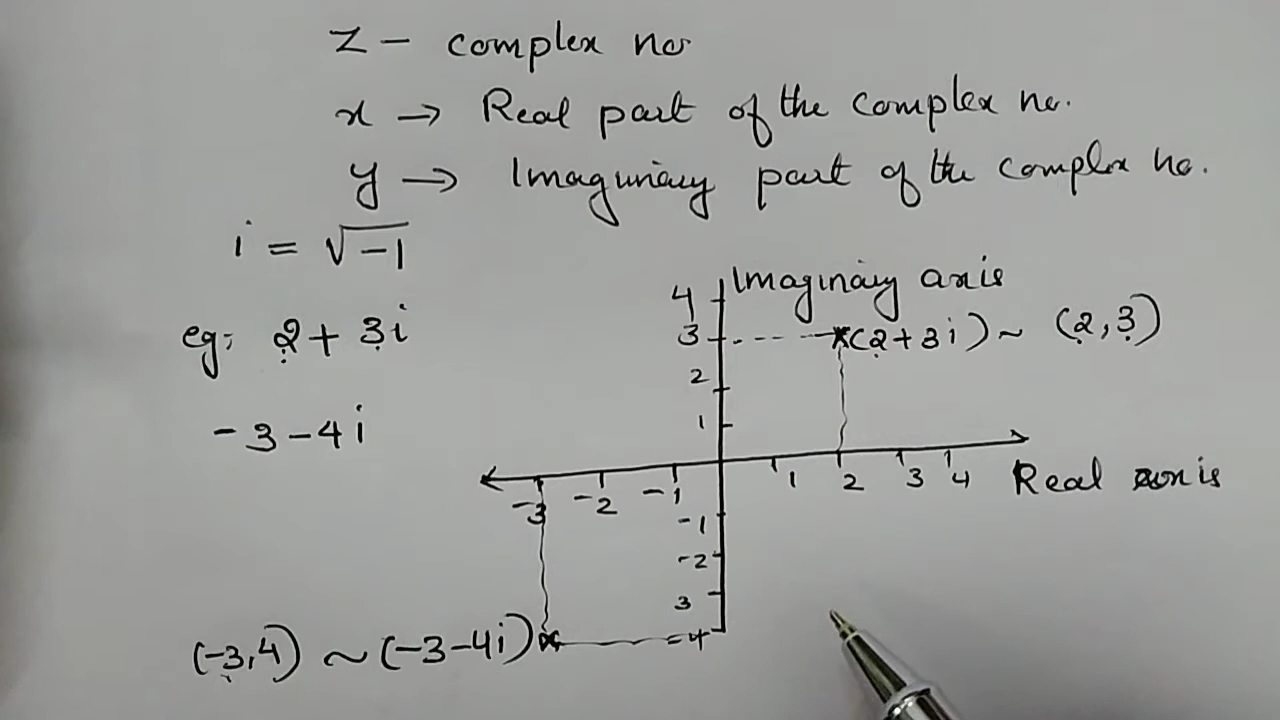 z - complex no
x → Real part of the complex no.
y → Imaginary part of the complex no.
i = √-1
Imaginary axis
4
eg: 2 + 3i
3 (2+3i) ~ (2,3)
2
-3-4i
1
-3 -2 -1 1 2 3 4 Real axis
-1
-2
3
(-3,4) ~ (-3-4i) -4